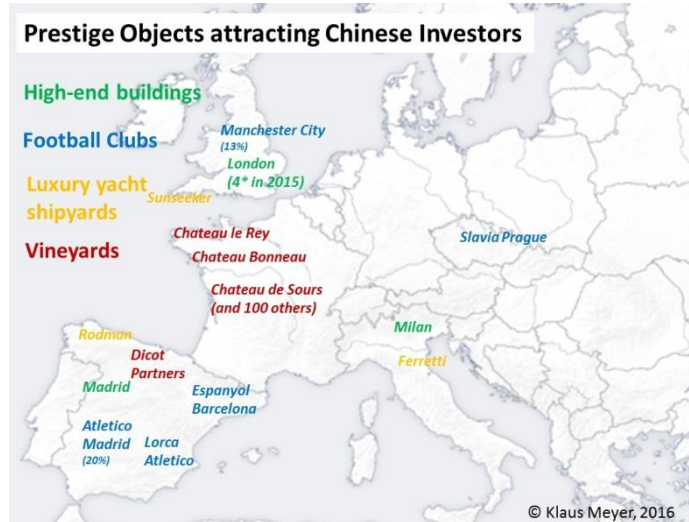 Prestige Objects attracting Chinese Investors
High-end buildings
Football Clubs
Luxury yacht
shipyards
Vineyards
Manchester City
(13%)
London
(4* in 2015)
Sunseeker
Chateau le Rey
Chateau Bonneau
Chateau de Sours
(and 100 others)
Slavia Prague
Milan
Ferretti
Rodman
Dicot
Partners
Madrid
Espanyol
Barcelona
Atletico
Madrid
(20%)
Lorca
Atletico
© Klaus Meyer, 2016